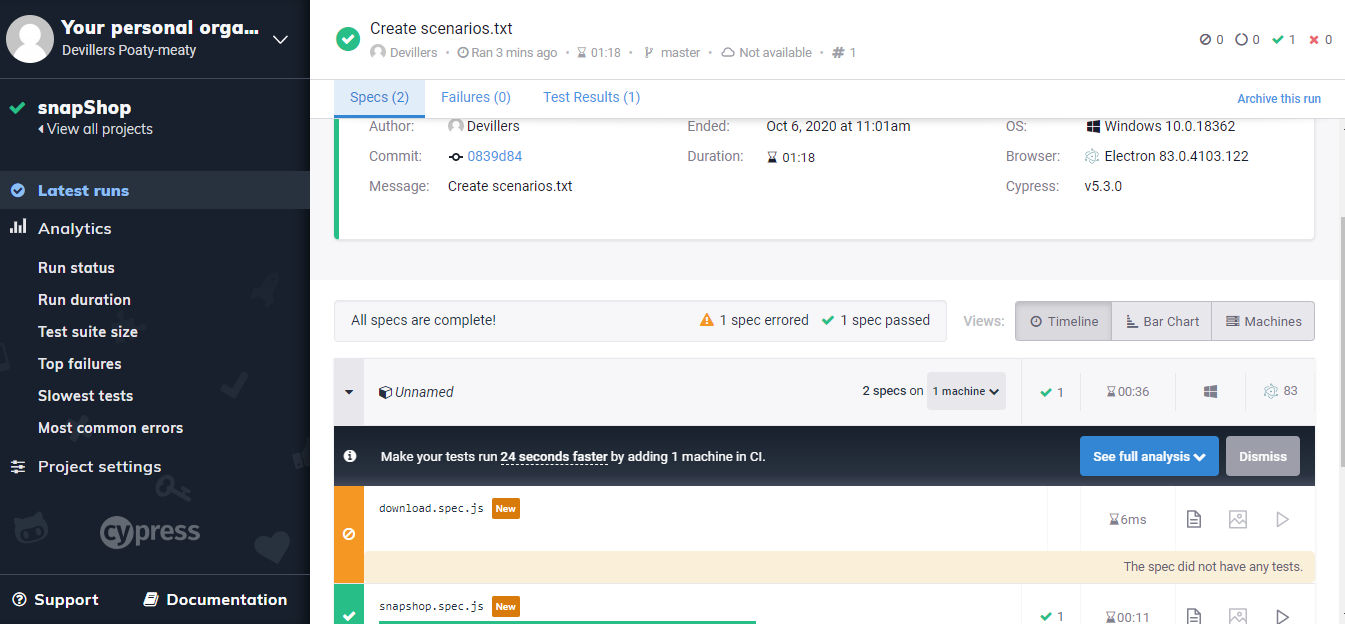 Your personal orga...
Devillers Poaty-meaty
snapShop
View all projects
Latest runs
Analytics
Run status
Run duration
Test suite size
Top failures
Slowest tests
Most common errors
Project settings
cypress
Support
Documentation
Create scenarios.txt
Devillers • Ran 3 mins ago • 01:18 • master • Not available • # 1
0 0 1 0
Specs (2) Failures (0) Test Results (1) Archive this run
Author: Devillers Ended: Oct 6, 2020 at 11:01am OS: Windows 10.0.18362
Commit: 0839d84 Duration: 01:18 Browser: Electron 83.0.4103.122
Message: Create scenarios.txt Cypress: v5.3.0
All specs are complete! 1 spec errored 1 spec passed Views: Timeline Bar Chart Machines
Unnamed 2 specs on 1 machine 1 00:36 83
Make your tests run 24 seconds faster by adding 1 machine in CI. See full analysis Dismiss
download.spec.js New 6ms
The spec did not have any tests.
snapshop.spec.js New 1 00:11